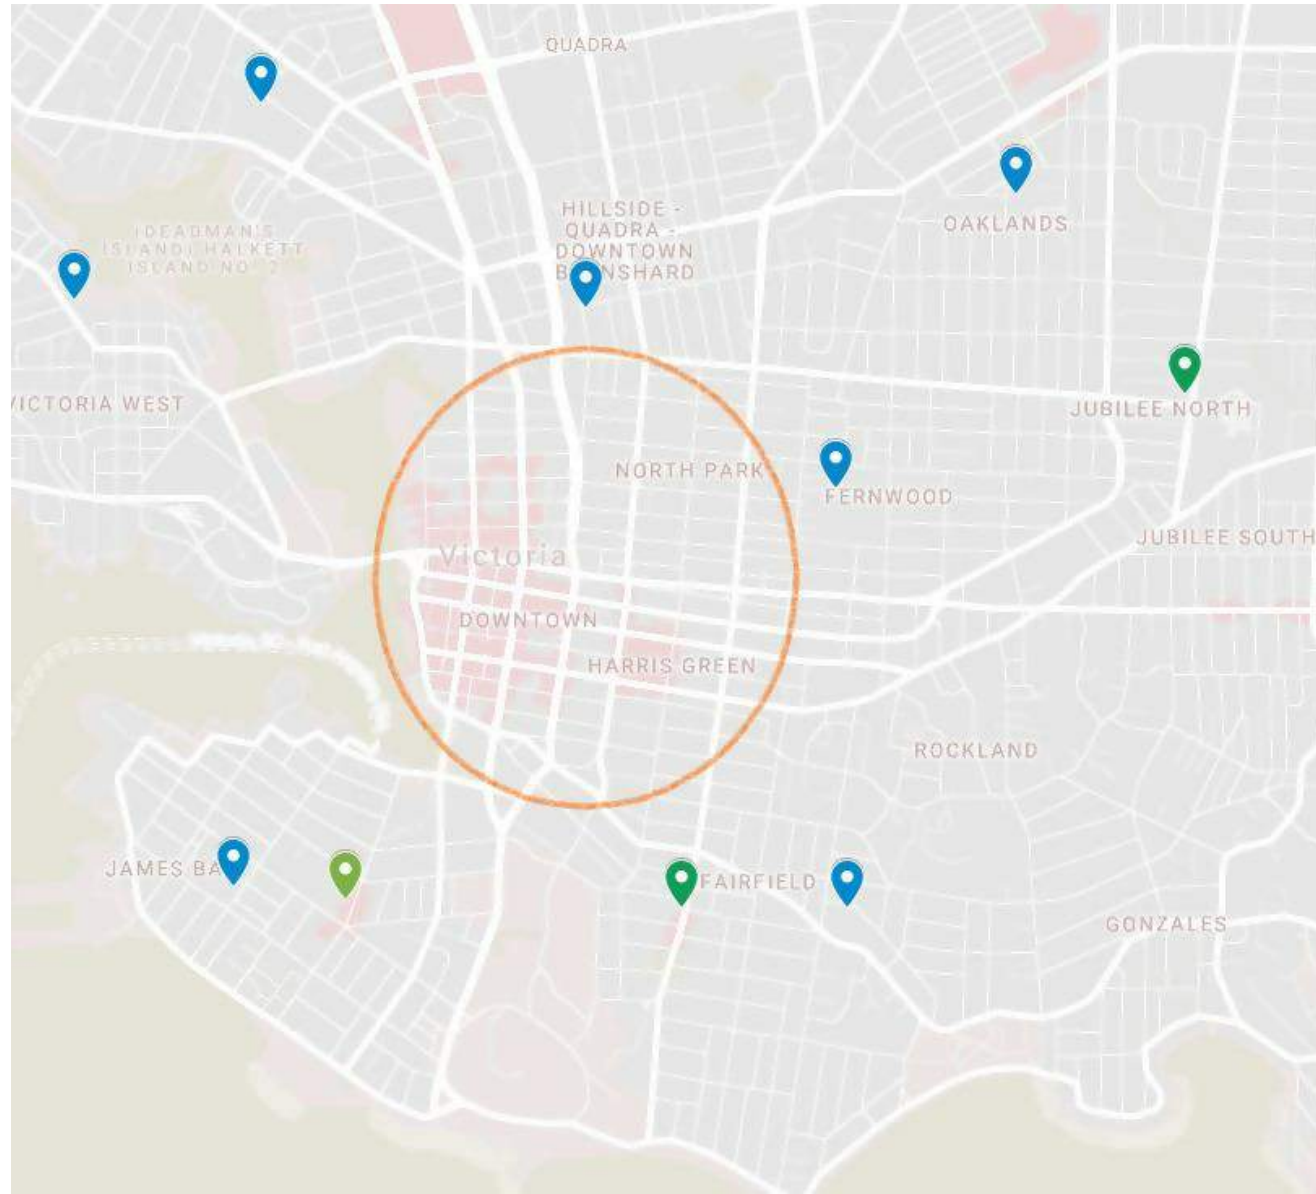 QUADRA
HILLSIDE -
QUADRA -
DOWNTOWN
B NSHARD
OAKLANDS
(DEADMAN'S
ISLAND) HALKETT
ISLAND NO. 2
VICTORIA WEST
JUBILEE NORTH
NORTH PARK
FERNWOOD
JUBILEE SOUTH
Victoria
DOWNTOWN
HARRIS GREEN
ROCKLAND
JAMES BA
FAIRFIELD
GONZALES